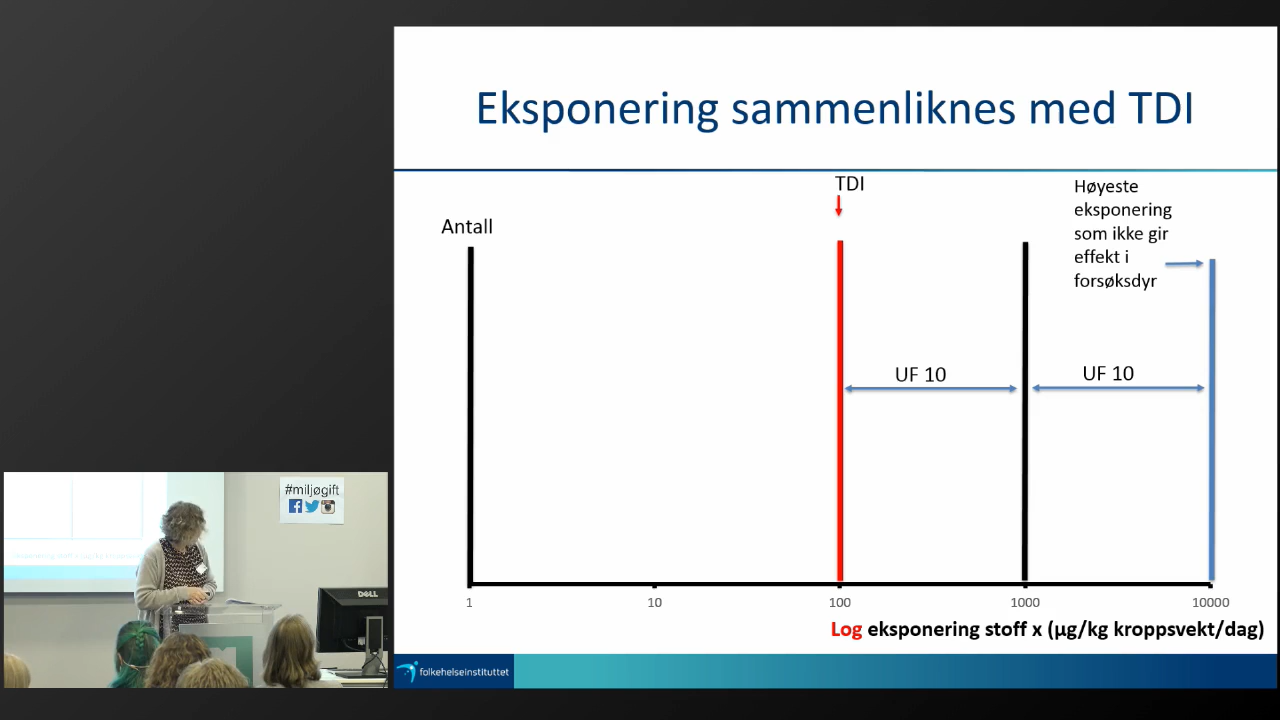 Eksponering sammenliknes med TDI
TDI
Høyeste
eksponering
som ikke gir
effekt i
forsøksdyr
Antall
UF 10
UF 10
1
10
100
1000
10000
Log eksponering stoff x (µg/kg kroppsvekt/dag)
folkehelseinstituttet
#miljøgift
DELL